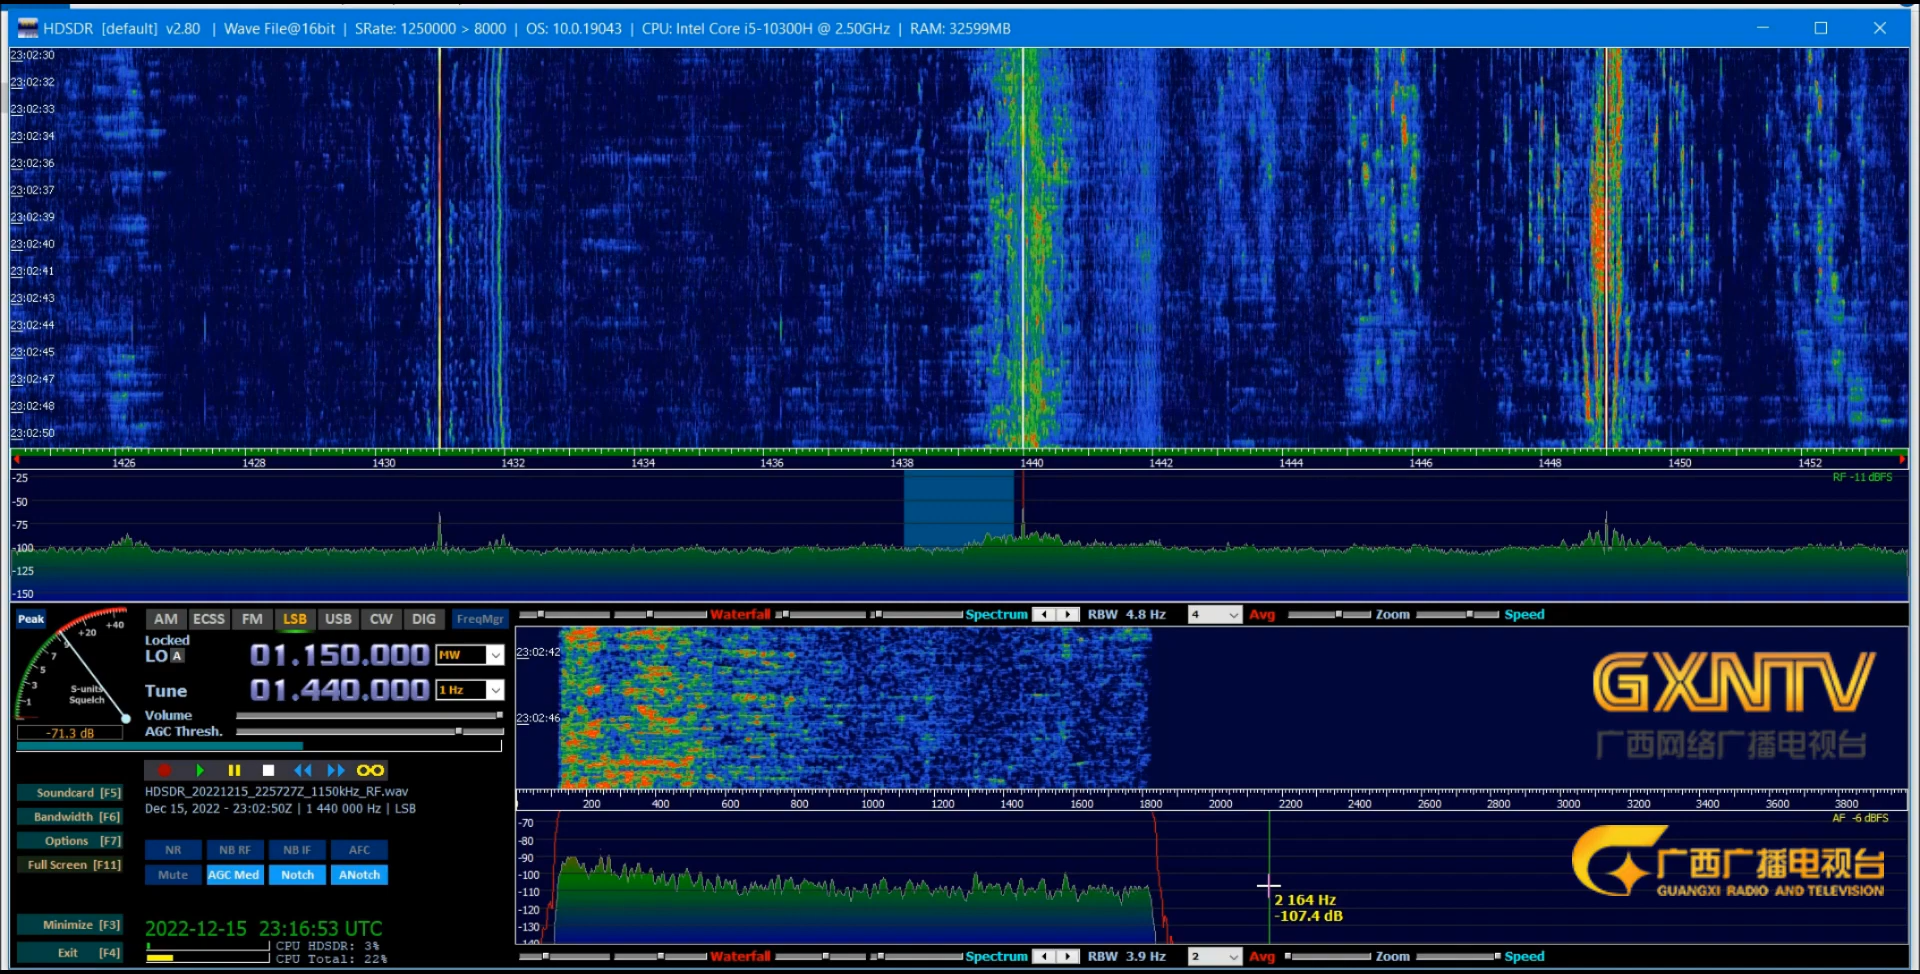 HDSDR [default] v2.80 | Wave File@16bit | SRate: 1250000 > 8000 | OS: 10.0.19043 | CPU: Intel Core i5-10300H @ 2.50GHz | RAM: 32599MB
23:02:30
23:02:32
23:02:33
23:02:34
23:02:36
23:02:37
23:02:39
23:02:40
23:02:41
23:02:43
23:02:44
23:02:45
23:02:47
23:02:48
23:02:50
1426 1428 1430 1432 1434 1436 1438 1440 1442 1444 1446 1448 1450 1452
RF -11 dBFS
-25
-50
-75
-100
-125
-150
Waterfall Spectrum RBW 4.8 Hz 4 Avg Zoom Speed
Peak
1 3 5 7 9 +20 +40
S-units
Squelch
-71.3 dB
AM ECSS FM LSB USB CW DIG FreqMgr
Locked
LO A 01.150.000 MW
Tune 01.440.000 1 Hz
Volume
AGC Thresh.
HDSDR_20221215_225727Z_1150kHz_RF.wav
Dec 15, 2022 - 23:02:50Z | 1 440 000 Hz | LSB
Soundcard [F5]
Bandwidth [F6]
Options [F7]
Full Screen [F11]
NR NB RF NB IF AFC
Mute AGC Med Notch ANotch
Minimize [F3]
Exit [F4]
2022-12-15 23:16:53 UTC
CPU HDSDR: 3%
CPU Total: 22%
23:02:42
23:02:46
GXNTV
广西网络广播电视台
200 400 600 800 1000 1200 1400 1600 1800 2000 2200 2400 2600 2800 3000 3200 3400 3600 3800
AF -6 dBFS
-70
-80
-90
-100
-110
-120
-130
-140
2 164 Hz
-107.4 dB
广西广播电视台
GUANGXI RADIO AND TELEVISION
Waterfall Spectrum RBW 3.9 Hz 2 Avg Zoom Speed